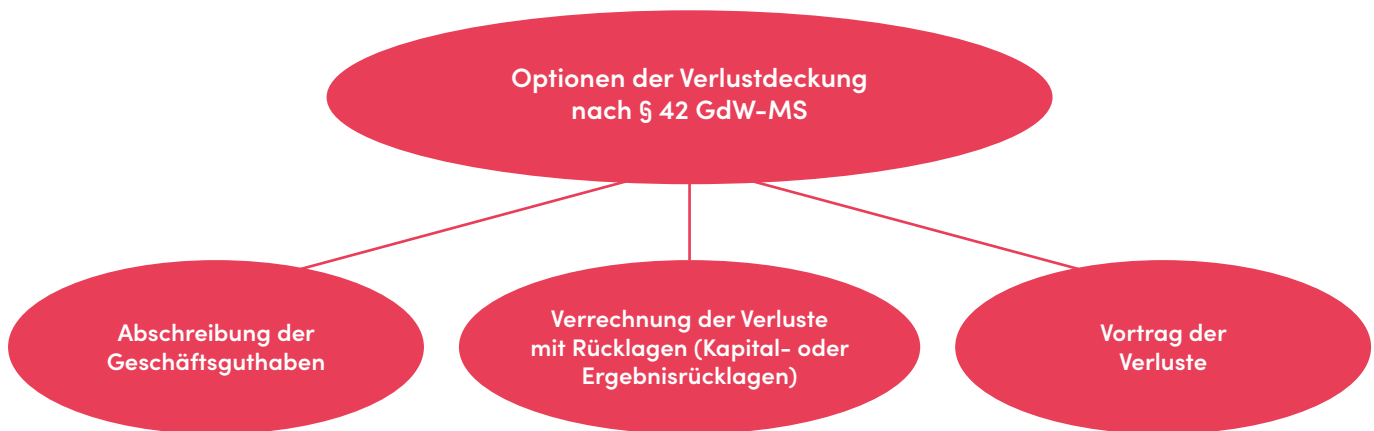 Optionen der Verlustdeckung
nach § 42 GdW-MS
Abschreibung der
Geschäftsguthaben
Verrechnung der Verluste
mit Rücklagen (Kapital- oder
Ergebnisrücklagen)
Vortrag der
Verluste